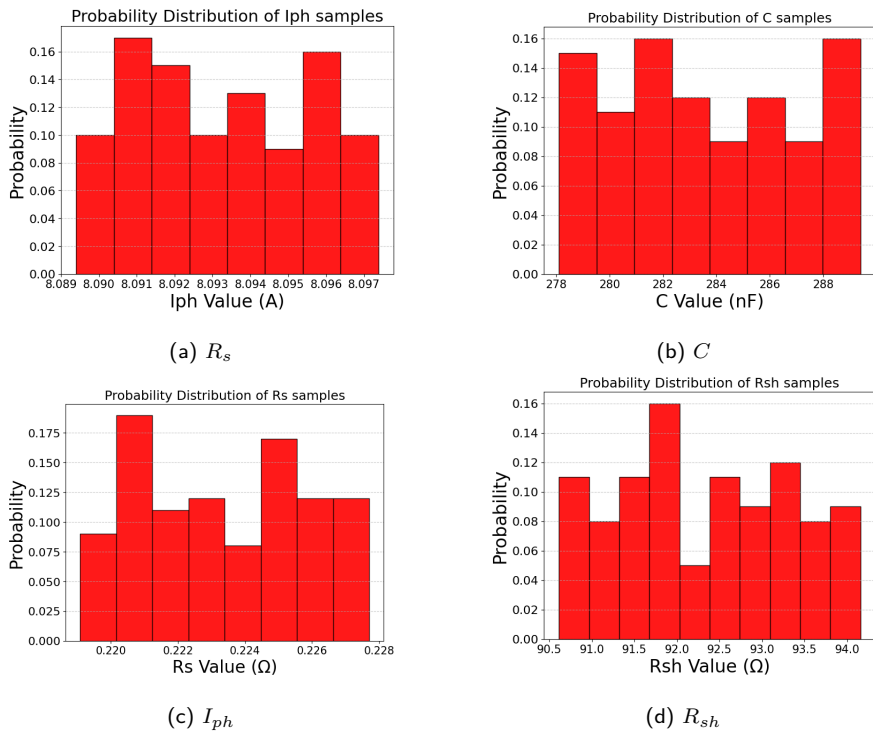 Probability Distribution of Iph samples
Probability
0.16
0.14
0.12
0.10
0.08
0.06
0.04
0.02
0.00
8.089 8.090 8.091 8.092 8.093 8.094 8.095 8.096 8.097
Iph Value (A)
(a) R_s
Probability Distribution of C samples
Probability
0.16
0.14
0.12
0.10
0.08
0.06
0.04
0.02
0.00
278 280 282 284 286 288
C Value (nF)
(b) C
Probability Distribution of Rs samples
Probability
0.175
0.150
0.125
0.100
0.075
0.050
0.025
0.000
0.220 0.222 0.224 0.226 0.228
Rs Value (Ω)
(c) I_{ph}
Probability Distribution of Rsh samples
Probability
0.16
0.14
0.12
0.10
0.08
0.06
0.04
0.02
0.00
90.5 91.0 91.5 92.0 92.5 93.0 93.5 94.0
Rsh Value (Ω)
(d) R_{sh}